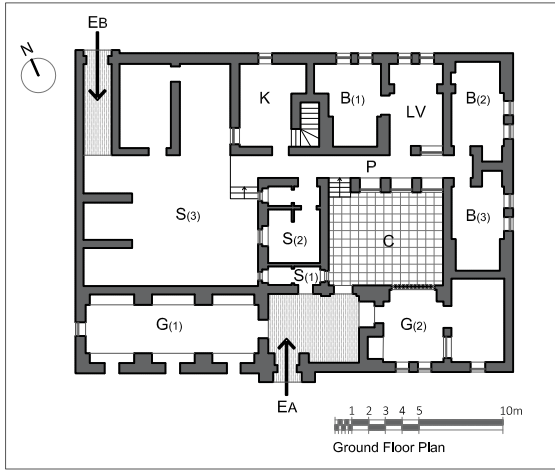 EB
N
K
B(1)
LV
B(2)
P
S(3)
S(2)
B(3)
C
S(1)
G(1)
G(2)
EA
1 2 3 4 5 10m
Ground Floor Plan